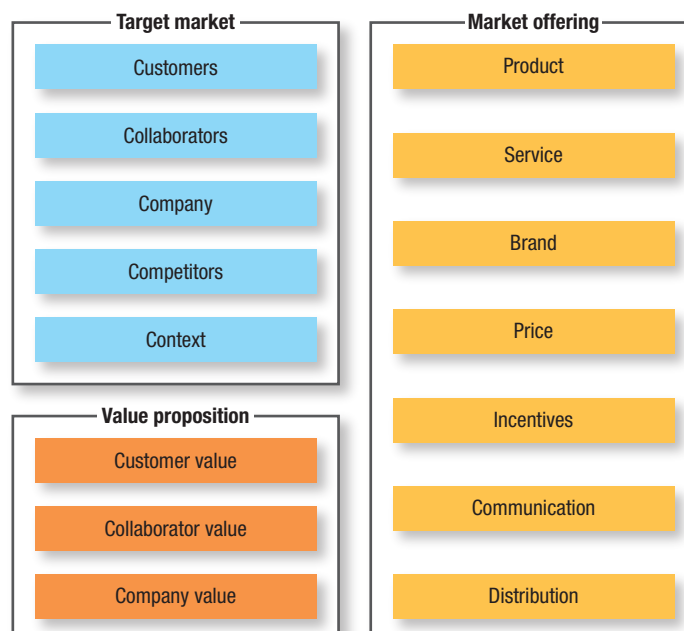 Target market
Customers
Collaborators
Company
Competitors
Context
Value proposition
Customer value
Collaborator value
Company value
Market offering
Product
Service
Brand
Price
Incentives
Communication
Distribution